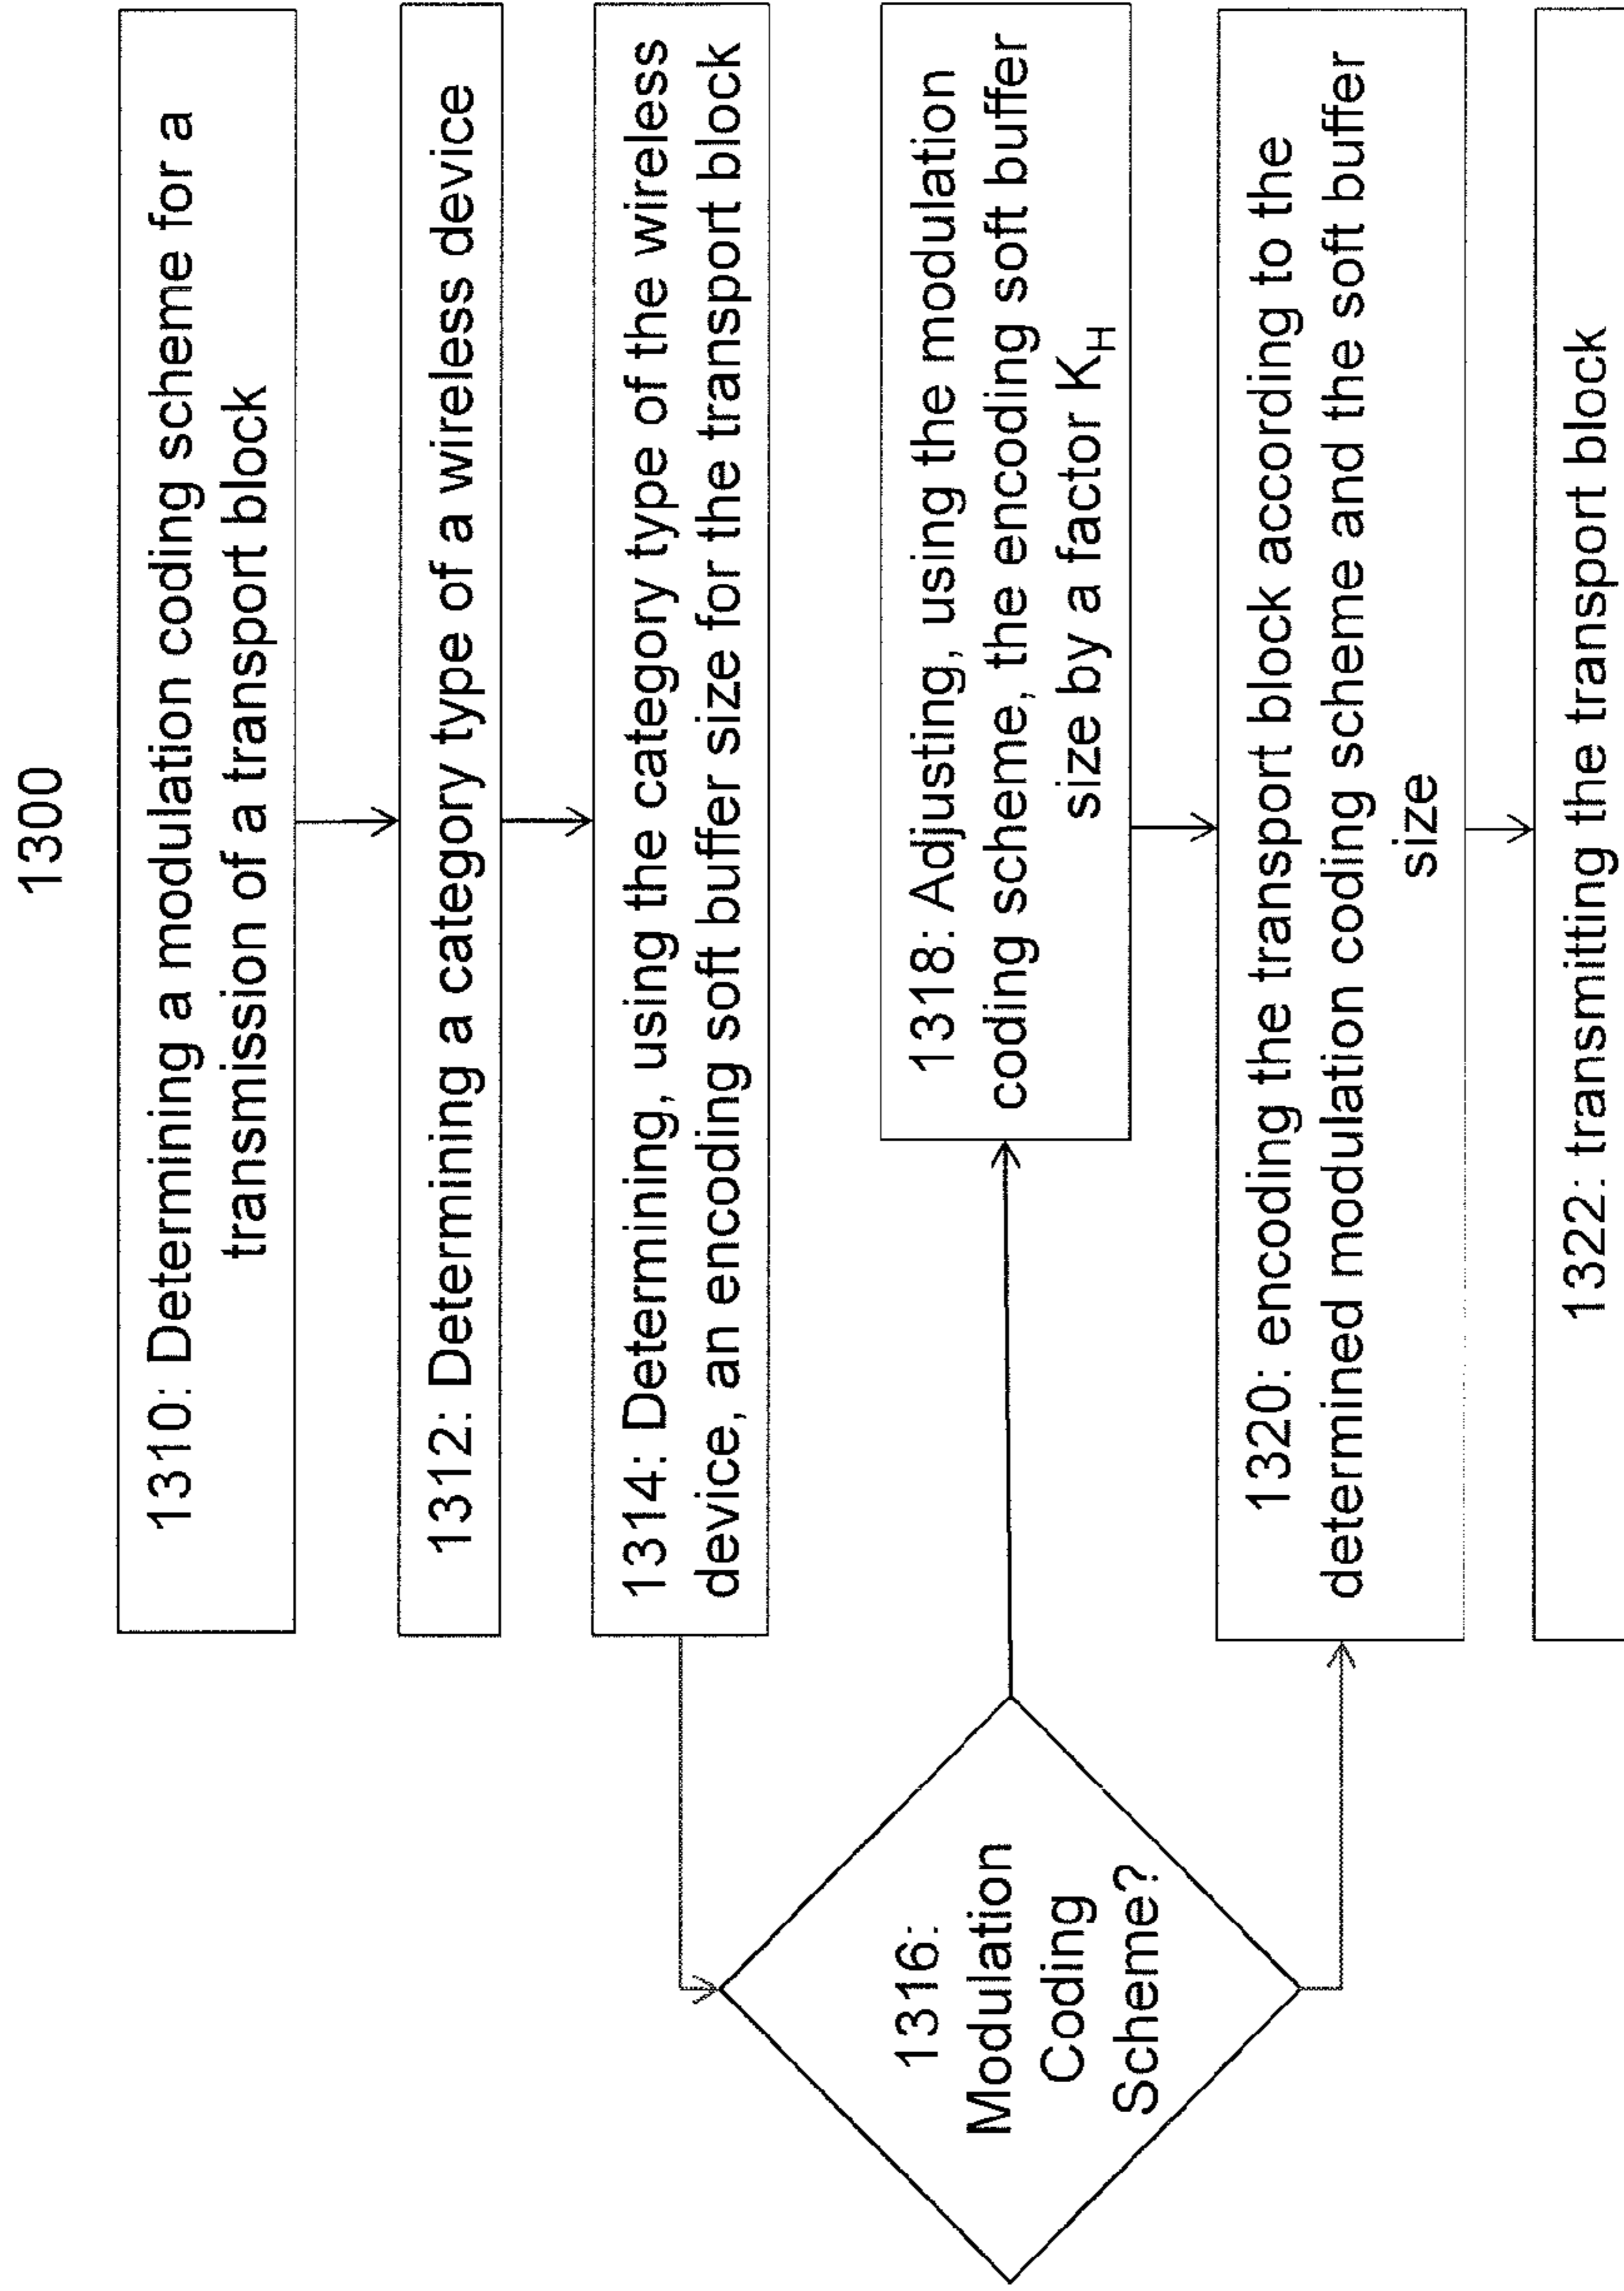 1300
1310: Determining a modulation coding scheme for a
transmission of a transport block
1312: Determining a category type of a wireless device
1314: Determining, using the category type of the wireless
device, an encoding soft buffer size for the transport block
1316:
Modulation
Coding
Scheme?
1318: Adjusting, using the modulation
coding scheme, the encoding soft buffer
size by a factor K_H
1320: encoding the transport block according to the
determined modulation coding scheme and the soft buffer
size
1322: transmitting the transport block